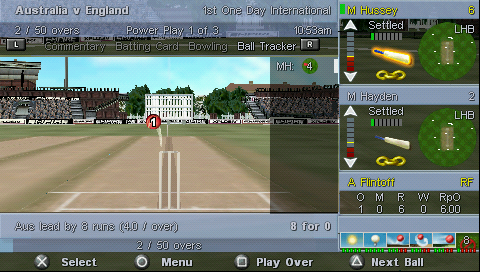 Australia v England 1st One Day International
2 / 50 overs Power Play 1 of 3 10:53am
L Commentary Batting Card Bowling Ball Tracker R
MH: 4
1
Aus lead by 8 runs (4.0 / over) 8 for 0
2 / 50 overs
M Hussey 6
Settled LHB
M Hayden 2
Settled LHB
A Flintoff RF
O M R W RpO
1 0 6 0 6.00
8
Select Menu Play Over Next Ball